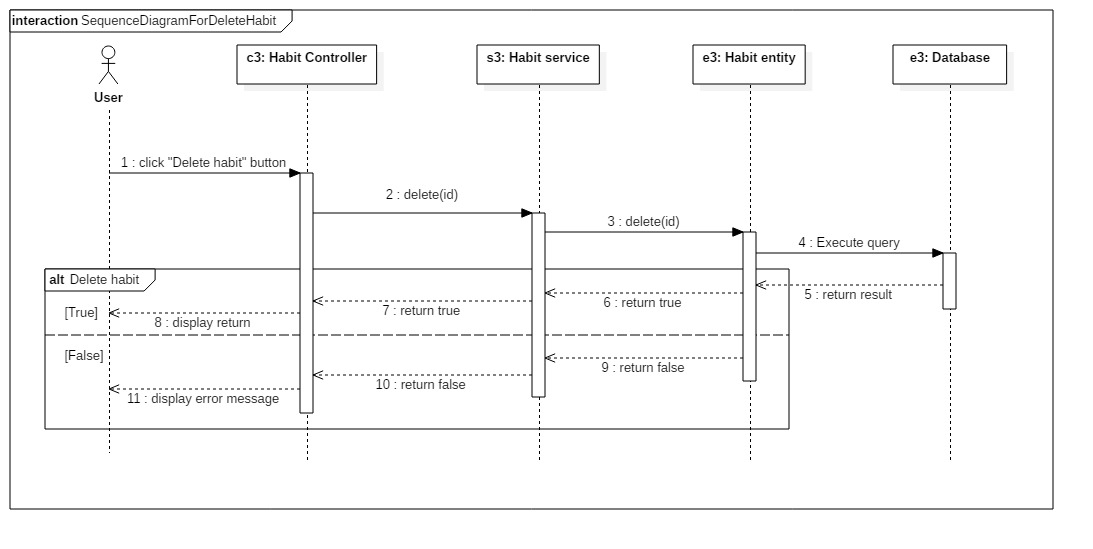 interaction SequenceDiagramForDeleteHabit
User
c3: Habit Controller
s3: Habit service
e3: Habit entity
e3: Database
1 : click "Delete habit" button
2 : delete(id)
3 : delete(id)
4 : Execute query
alt Delete habit
5 : return result
6 : return true
7 : return true
[True]
8 : display return
[False]
9 : return false
10 : return false
11 : display error message